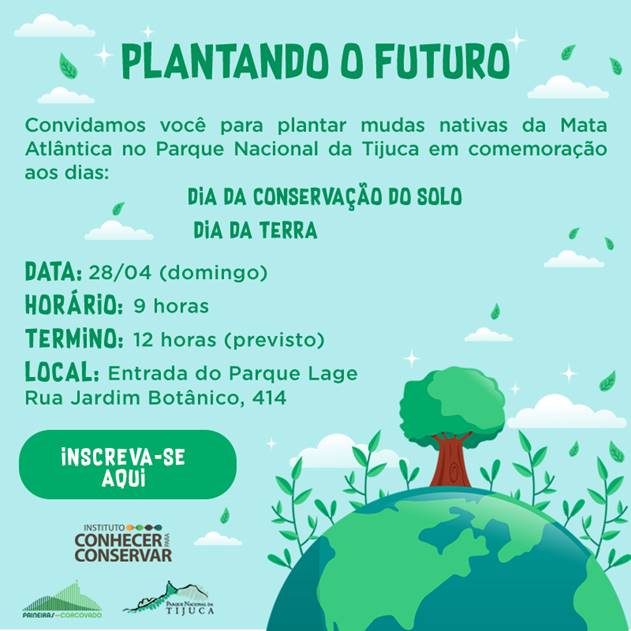 PLANTANDO O FUTURO
Convidamos você para plantar mudas nativas da Mata
Atlântica no Parque Nacional da Tijuca em comemoração
aos dias:
DIA DA CONSERVAÇÃO DO SOLO
DIA DA TERRA
DATA: 28/04 (domingo)
HORÁRIO: 9 horas
TERMINO: 12 horas (previsto)
LOCAL: Entrada do Parque Lage
Rua Jardim Botânico, 414
INSCREVA-SE
AQUI
INSTITUTO
CONHECER
PARA
CONSERVAR
PAINEIRAS CORCOVADO
PARQUE NACIONAL DA
TIJUCA